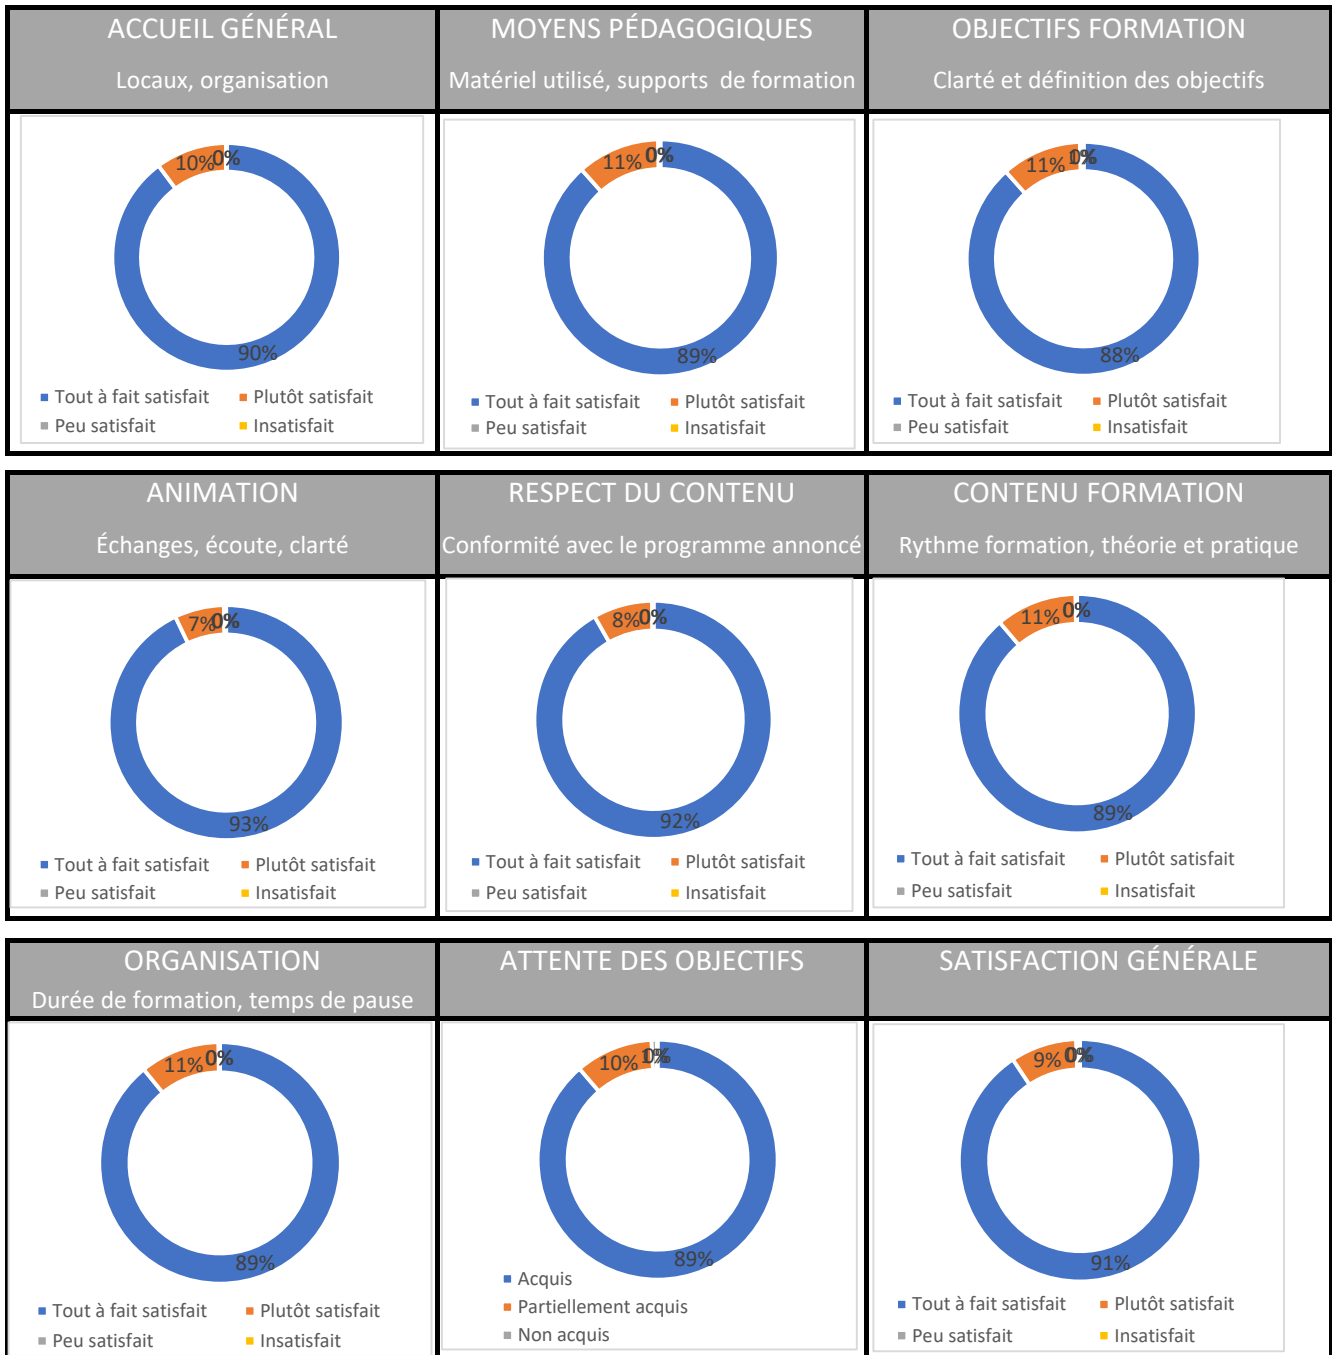 ACCUEIL GÉNÉRAL
Locaux, organisation
MOYENS PÉDAGOGIQUES
Matériel utilisé, supports de formation
OBJECTIFS FORMATION
Clarté et définition des objectifs
10% 0%
90%
Tout à fait satisfait
Plutôt satisfait
Peu satisfait
Insatisfait
11% 0%
89%
Tout à fait satisfait
Plutôt satisfait
Peu satisfait
Insatisfait
11% 1% 0%
88%
Tout à fait satisfait
Plutôt satisfait
Peu satisfait
Insatisfait
ANIMATION
Échanges, écoute, clarté
RESPECT DU CONTENU
Conformité avec le programme annoncé
CONTENU FORMATION
Rythme formation, théorie et pratique
7% 0%
93%
Tout à fait satisfait
Plutôt satisfait
Peu satisfait
Insatisfait
8% 0%
92%
Tout à fait satisfait
Plutôt satisfait
Peu satisfait
Insatisfait
11% 0%
89%
Tout à fait satisfait
Plutôt satisfait
Peu satisfait
Insatisfait
ORGANISATION
Durée de formation, temps de pause
ATTENTE DES OBJECTIFS
SATISFACTION GÉNÉRALE
11% 0%
89%
Tout à fait satisfait
Plutôt satisfait
Peu satisfait
Insatisfait
10% 1%
89%
Acquis
Partiellement acquis
Non acquis
9% 0%
91%
Tout à fait satisfait
Plutôt satisfait
Peu satisfait
Insatisfait